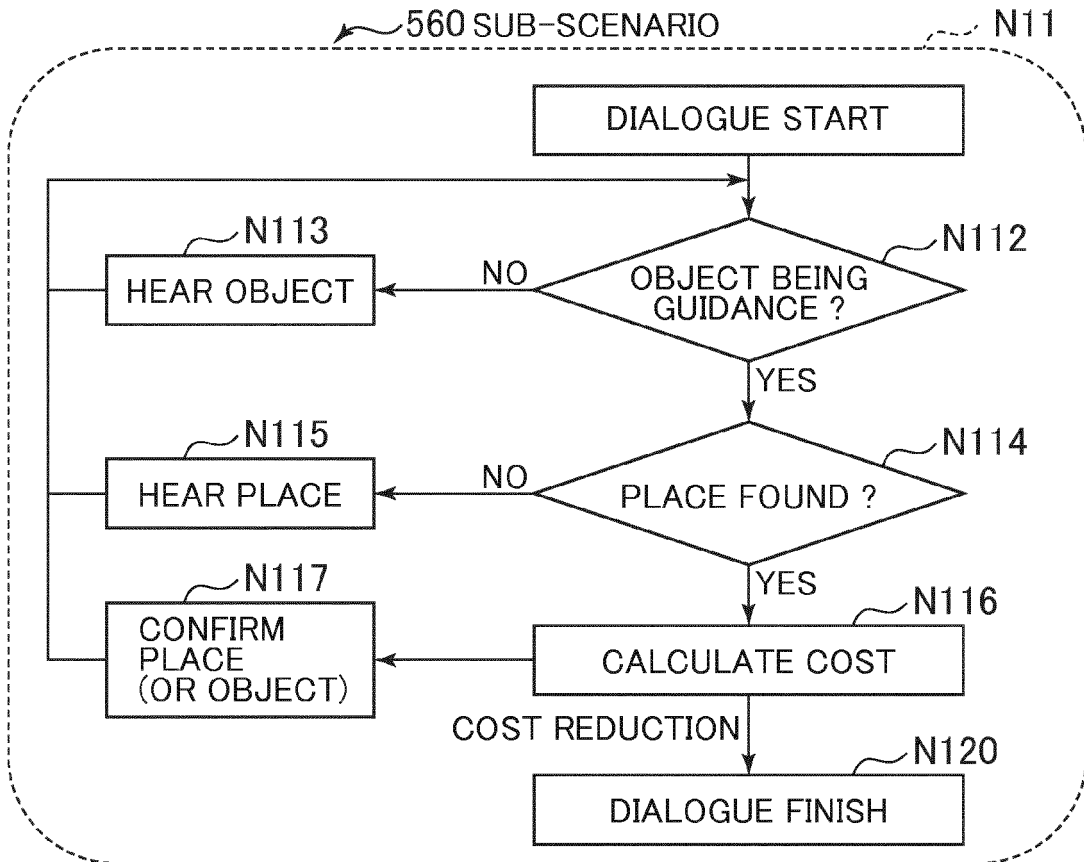 560 SUB-SCENARIO
N11
DIALOGUE START
N113
HEAR OBJECT
NO
N112
OBJECT BEING
GUIDANCE ?
YES
N115
HEAR PLACE
NO
N114
PLACE FOUND ?
YES
N117
CONFIRM
PLACE
(OR OBJECT)
N116
CALCULATE COST
COST REDUCTION
N120
DIALOGUE FINISH